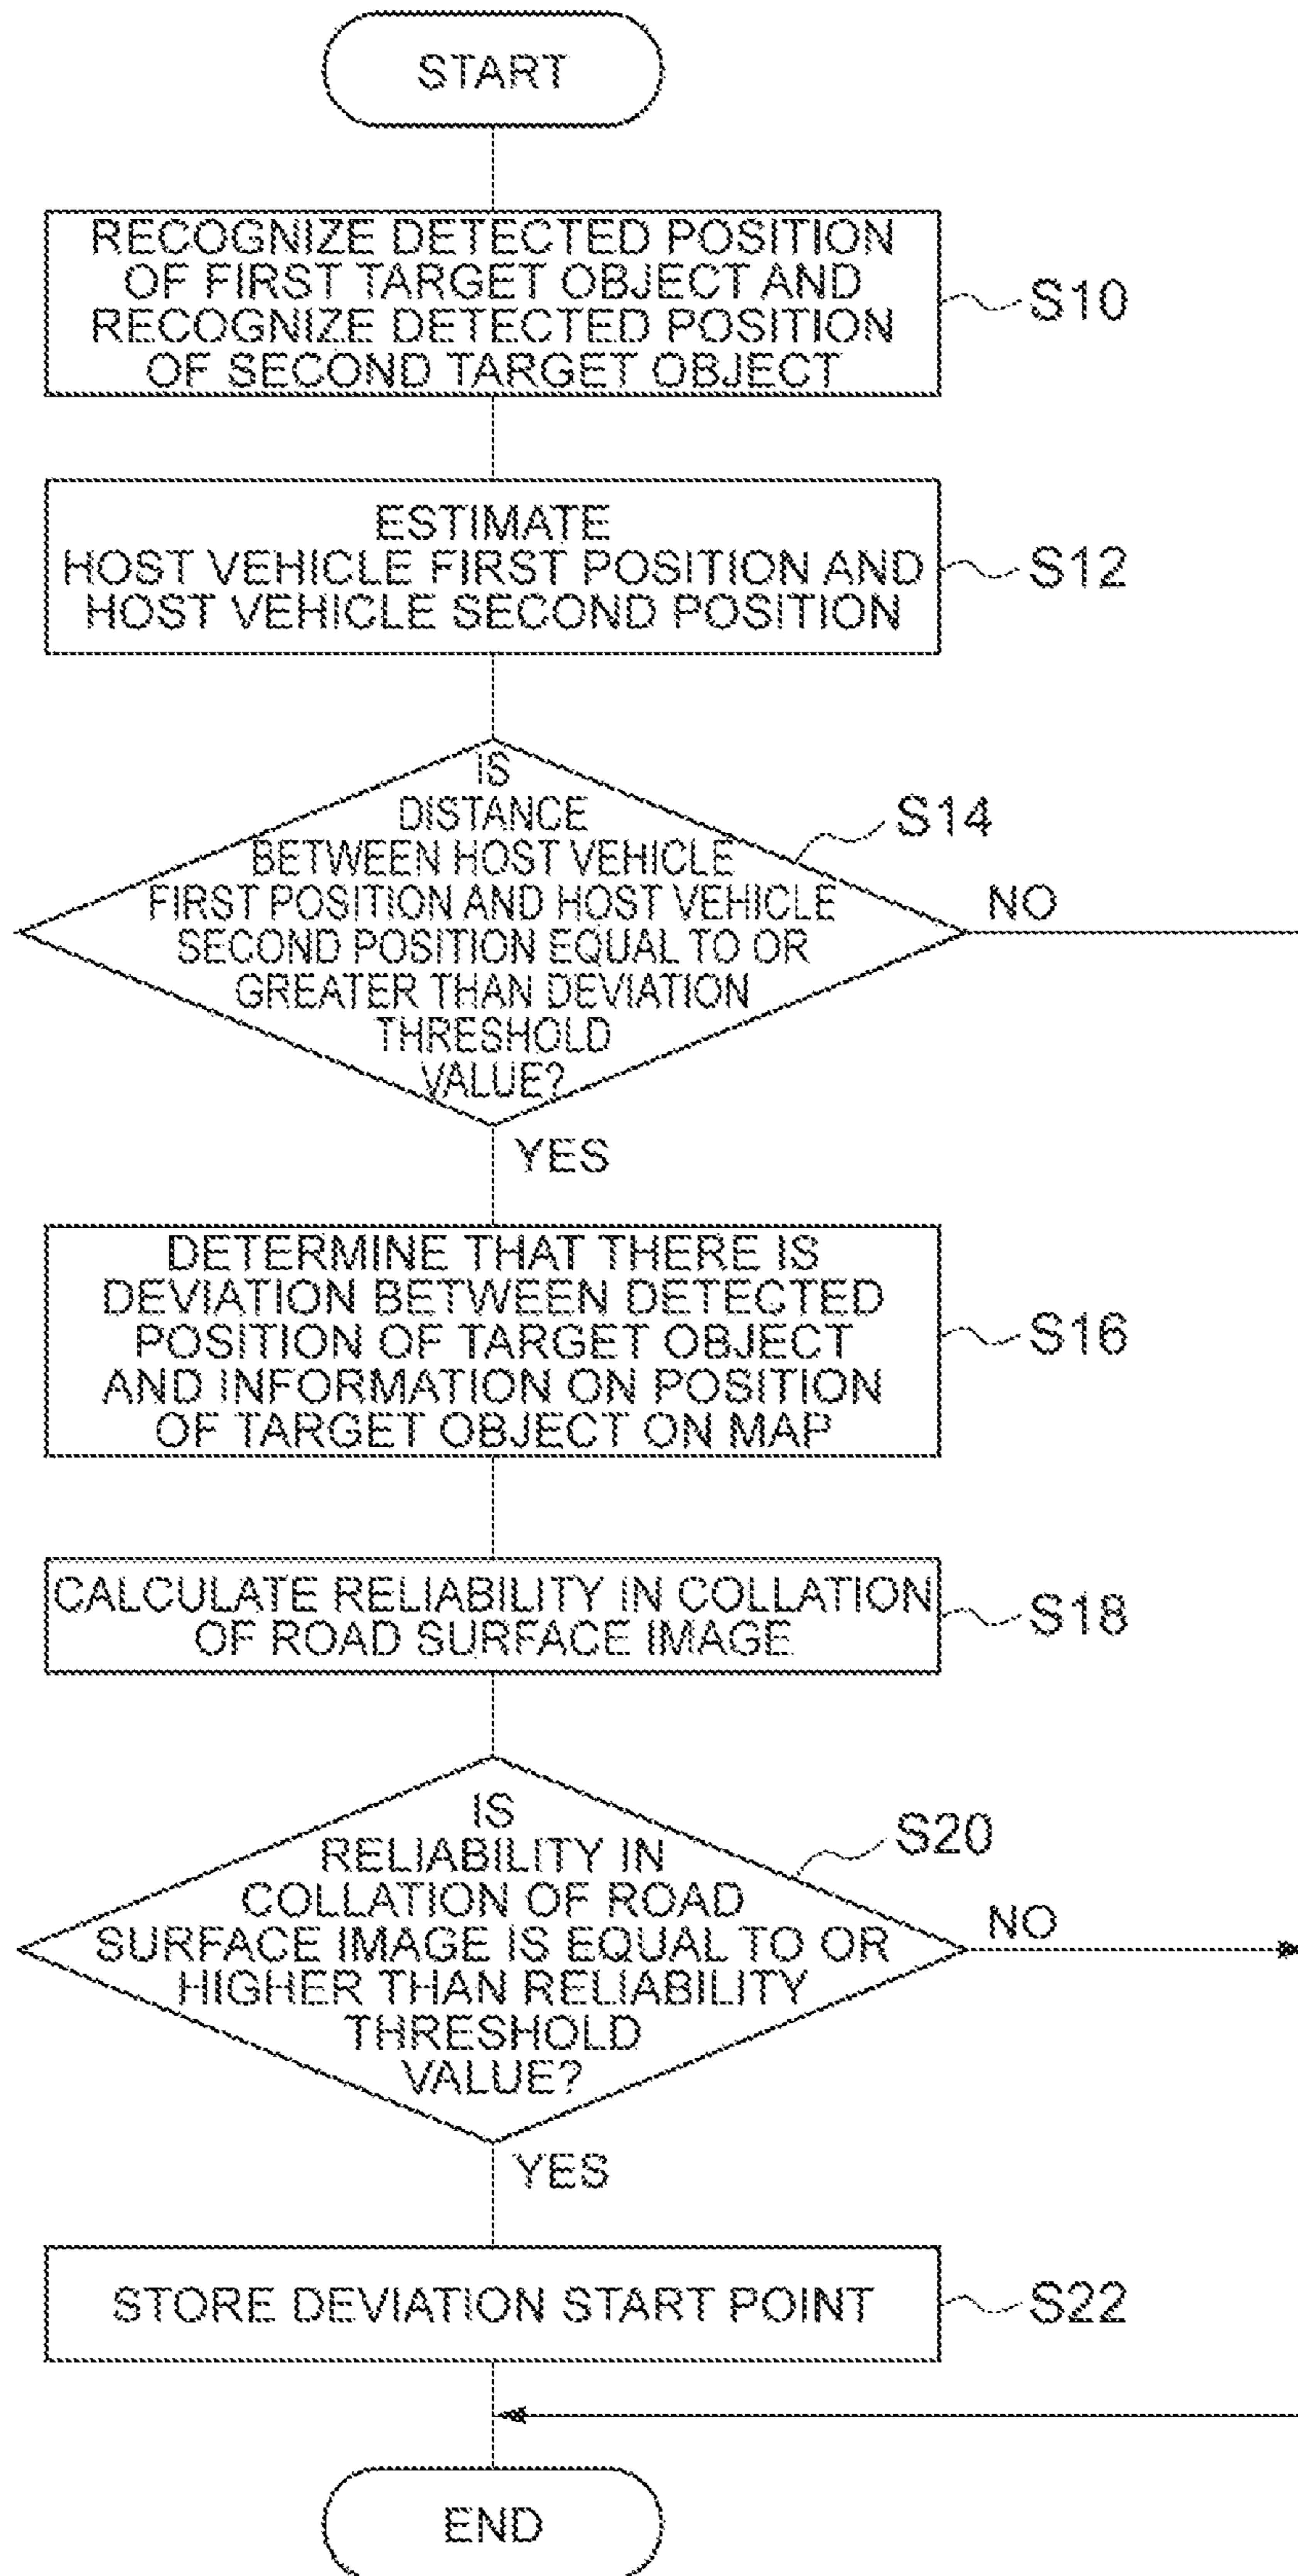 START
RECOGNIZE DETECTED POSITION
OF FIRST TARGET OBJECT AND
RECOGNIZE DETECTED POSITION
OF SECOND TARGET OBJECT
S10
ESTIMATE
HOST VEHICLE FIRST POSITION AND
HOST VEHICLE SECOND POSITION
S12
IS
DISTANCE
BETWEEN HOST VEHICLE
FIRST POSITION AND HOST VEHICLE
SECOND POSITION EQUAL TO OR
GREATER THAN DEVIATION
THRESHOLD
VALUE?
S14
NO
YES
DETERMINE THAT THERE IS
DEVIATION BETWEEN DETECTED
POSITION OF TARGET OBJECT
AND INFORMATION ON POSITION
OF TARGET OBJECT ON MAP
S16
CALCULATE RELIABILITY IN COLLATION
OF ROAD SURFACE IMAGE
S18
IS
RELIABILITY IN
COLLATION OF ROAD
SURFACE IMAGE IS EQUAL TO OR
HIGHER THAN RELIABILITY
THRESHOLD
VALUE?
S20
NO
YES
STORE DEVIATION START POINT
S22
END